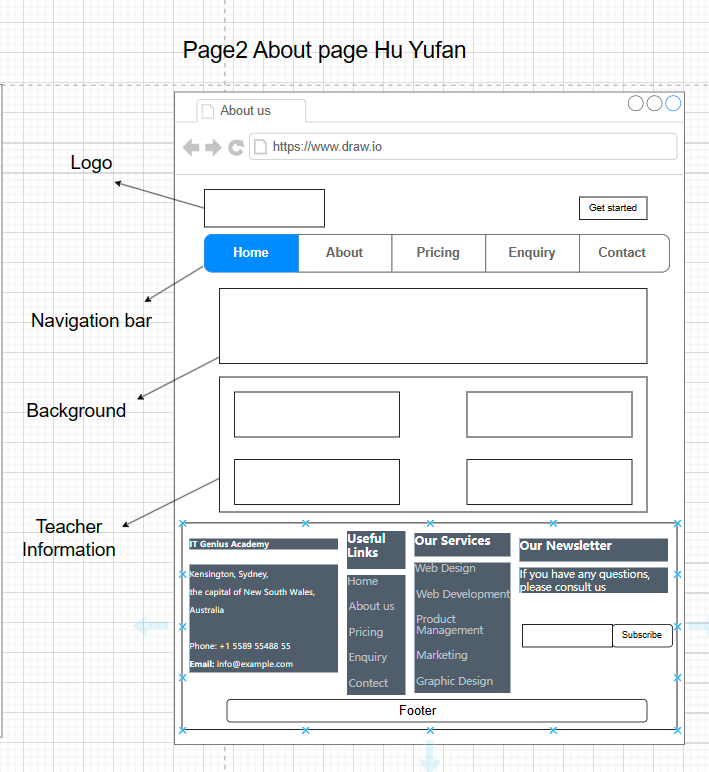 Page2 About page Hu Yufan
About us
https://www.draw.io
Logo
Get started
Home About Pricing Enquiry Contact
Navigation bar
Background
Teacher
Information
IT Genius Academy
Kensington, Sydney,
the capital of New South Wales,
Australia
Phone: +1 5589 55488 55
Email: info@example.com
Useful
Links
Home
About us
Pricing
Enquiry
Contect
Our Services
Web Design
Web Development
Product
Management
Marketing
Graphic Design
Our Newsletter
If you have any questions,
please consult us
Subscribe
Footer